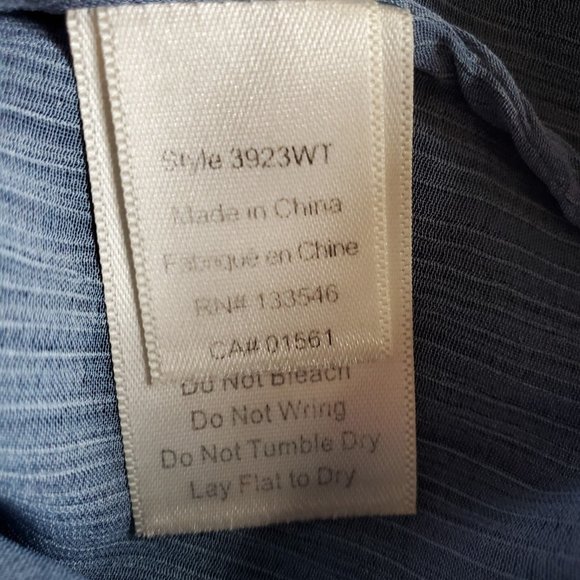 Style 3923WT
Made in China
Fabriqué en Chine
RN# 133546
CA# 01561
Do Not Bleach
Do Not Wring
Do Not Tumble Dry
Lay Flat to Dry